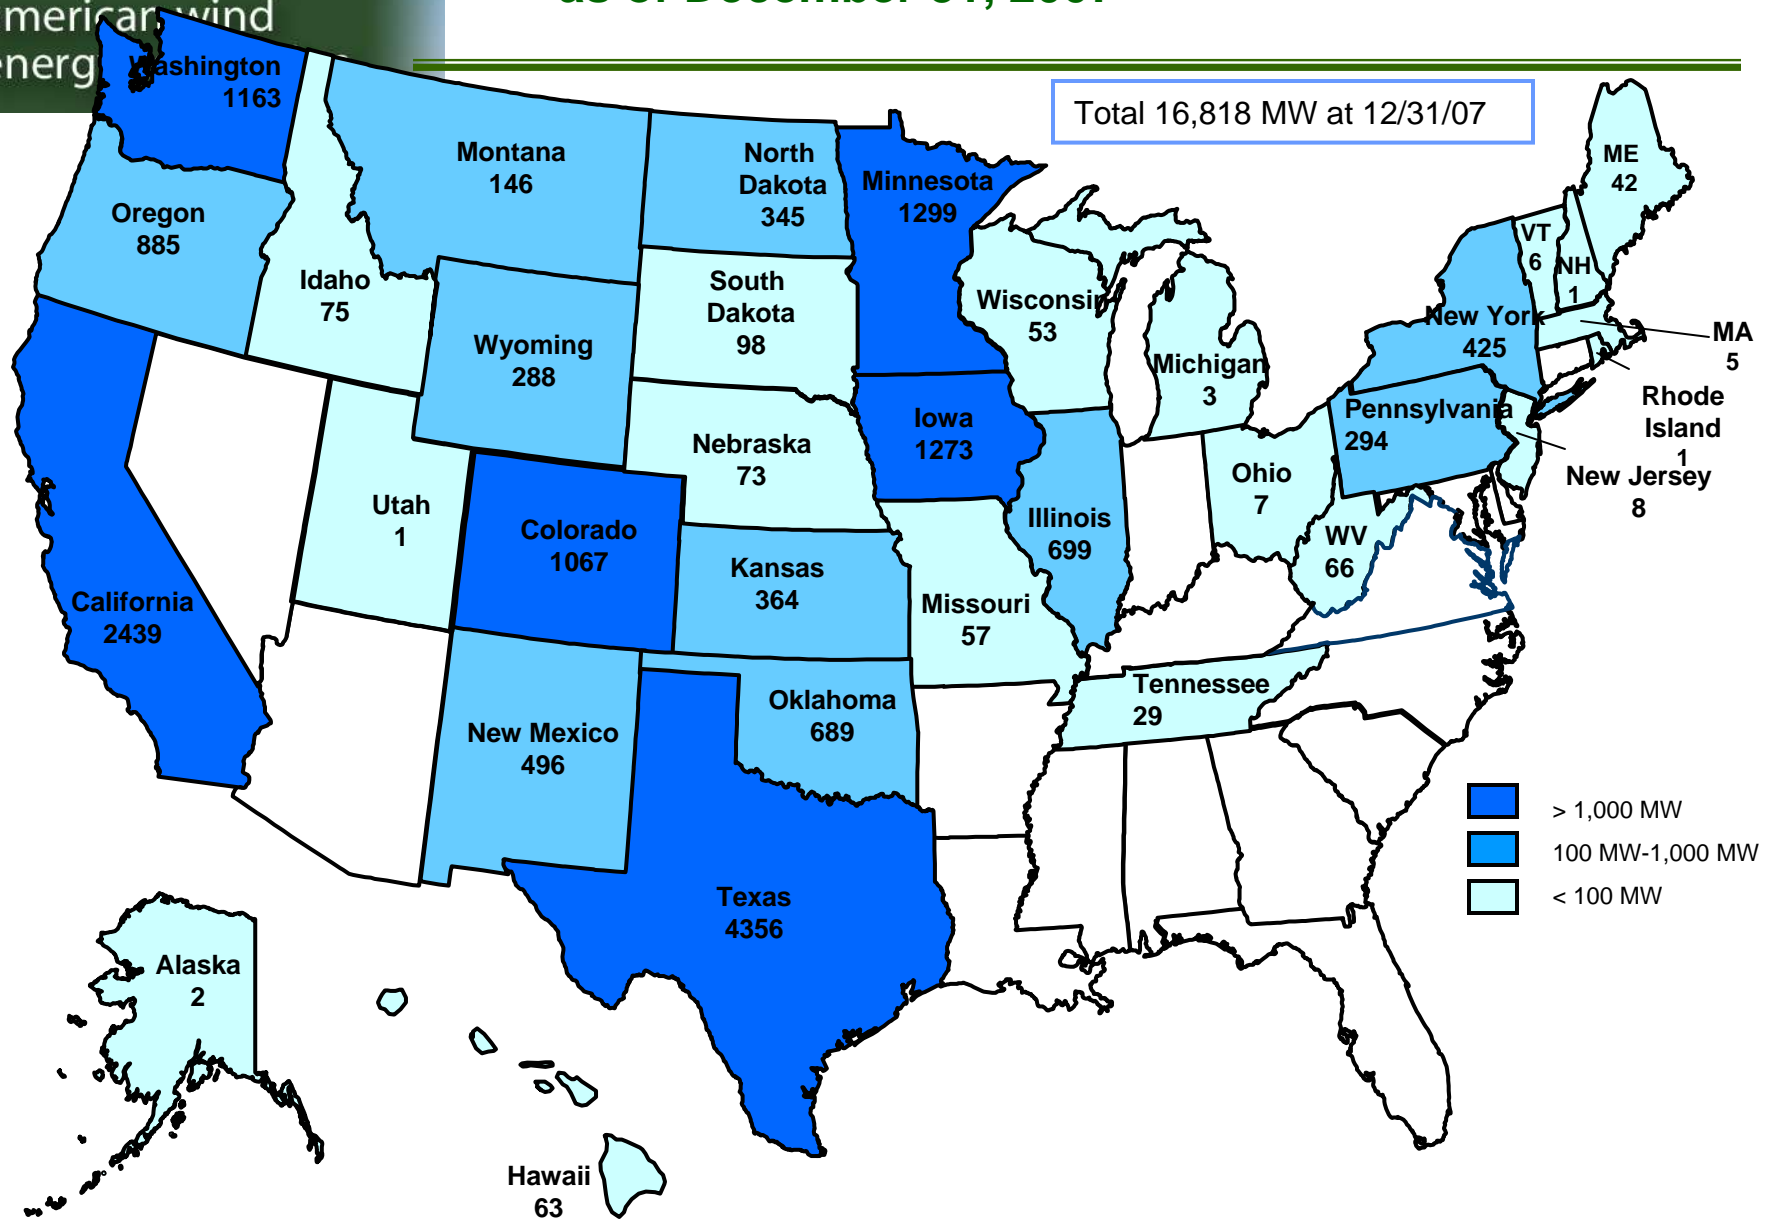 wind
Total 16,818 MW at 12/31/07
Washington
1163
Oregon
885
California
2439
Idaho
75
Montana
146
Wyoming
288
Utah
1
Colorado
1067
New Mexico
496
North
Dakota
345
South
Dakota
98
Nebraska
73
Kansas
364
Oklahoma
689
Texas
4356
Minnesota
1299
Iowa
1273
Missouri
57
Wisconsin
53
Illinois
699
Michigan
3
Ohio
7
Tennessee
29
WV
66
Pennsylvania
294
New York
425
VT
6
NH
1
ME
42
MA
5
Rhode
Island
1
New Jersey
8
Alaska
2
Hawaii
63
> 1,000 MW
100 MW-1,000 MW
< 100 MW